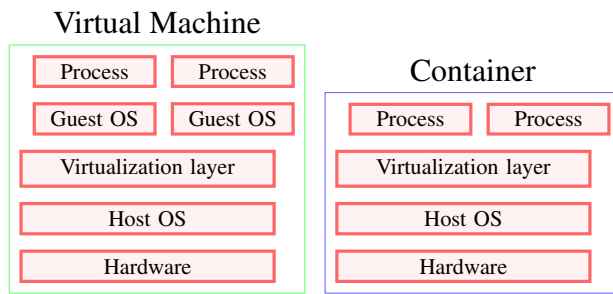 Virtual Machine
Process Process
Guest OS Guest OS
Virtualization layer
Host OS
Hardware
Container
Process Process
Virtualization layer
Host OS
Hardware